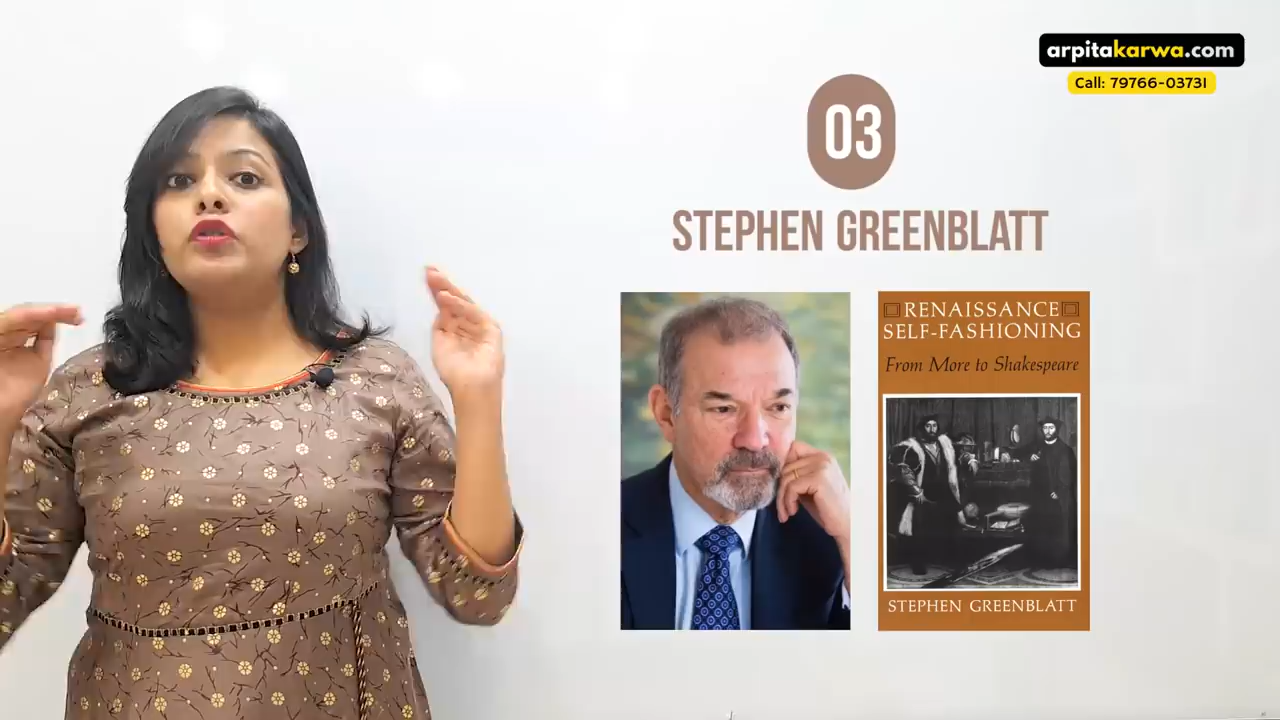 arpitakarwa.com
Call: 79766-03731
03
STEPHEN GREENBLATT
RENAISSANCE
SELF-FASHIONING
From More to Shakespeare
STEPHEN GREENBLATT